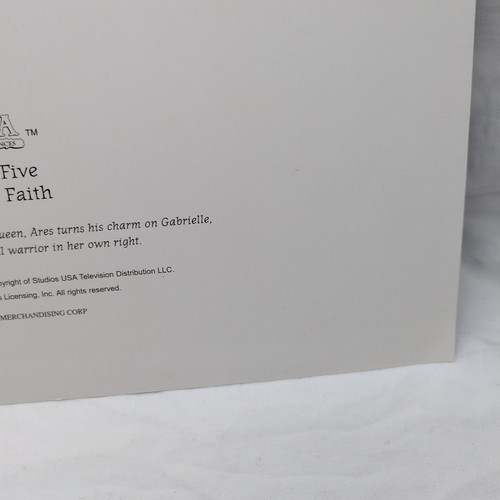 A ™
Five
Faith
ueen, Ares turns his charm on Gabrielle,
l warrior in her own right.
yright of Studios USA Television Distribution LLC.
s Licensing, Inc. All rights reserved.
MERCHANDISING CORP